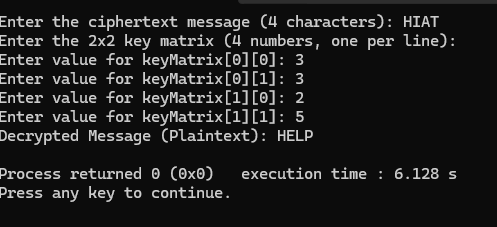 Enter the ciphertext message (4 characters): HIAT
Enter the 2x2 key matrix (4 numbers, one per line):
Enter value for keyMatrix[0][0]: 3
Enter value for keyMatrix[0][1]: 3
Enter value for keyMatrix[1][0]: 2
Enter value for keyMatrix[1][1]: 5
Decrypted Message (Plaintext): HELP
Process returned 0 (0x0)   execution time : 6.128 s
Press any key to continue.